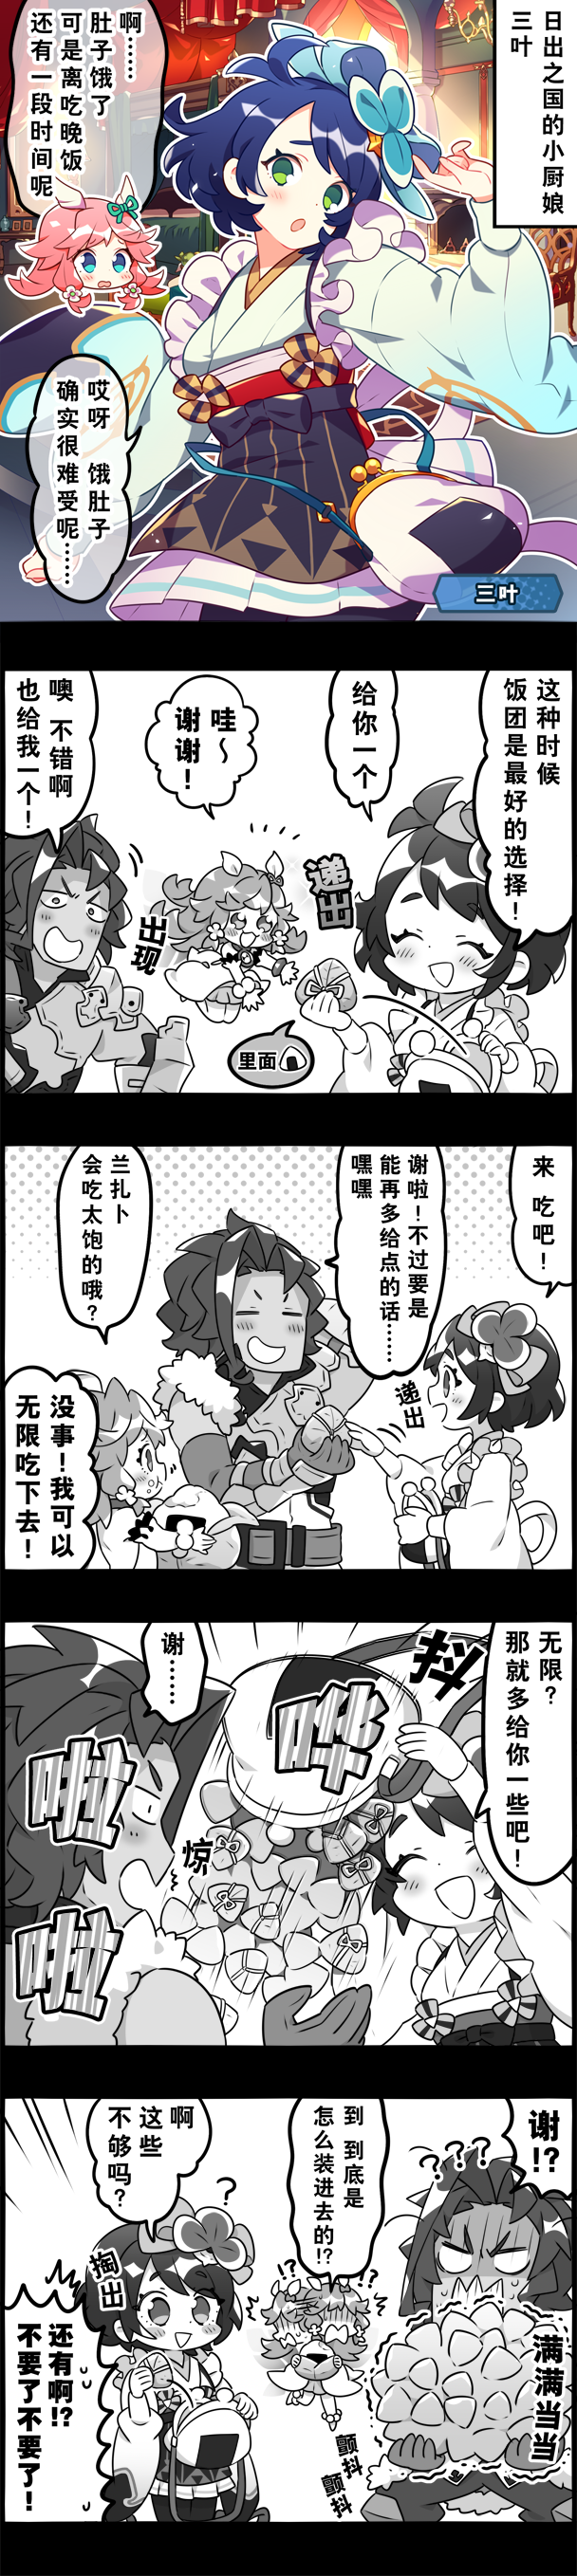 日出之国的小厨娘
三叶
啊……
肚子饿了
可是离吃晚饭
还有一段时间呢
哎呀 饿肚子
确实很难受呢……
三叶
这种时候
饭团是最好的选择！
给你一个
递出
里面
哇～
谢谢！
出现
噢 不错啊
也给我一个！
来 吃吧！
递出
谢啦！不过要是
能再多给点的话……
嘿嘿
兰扎卜
会吃太饱的哦？
没事！我可以
无限吃下去！
无限？
那就多给你一些吧！
抖
哗
谢……
惊
啦
啦
谢!?
???
满满当当
到 到底是
怎么装进去的!?
!?
!?
颤抖
颤抖
啊
这些
不够吗？
?
掏出
还有啊!?
不要了不要了！